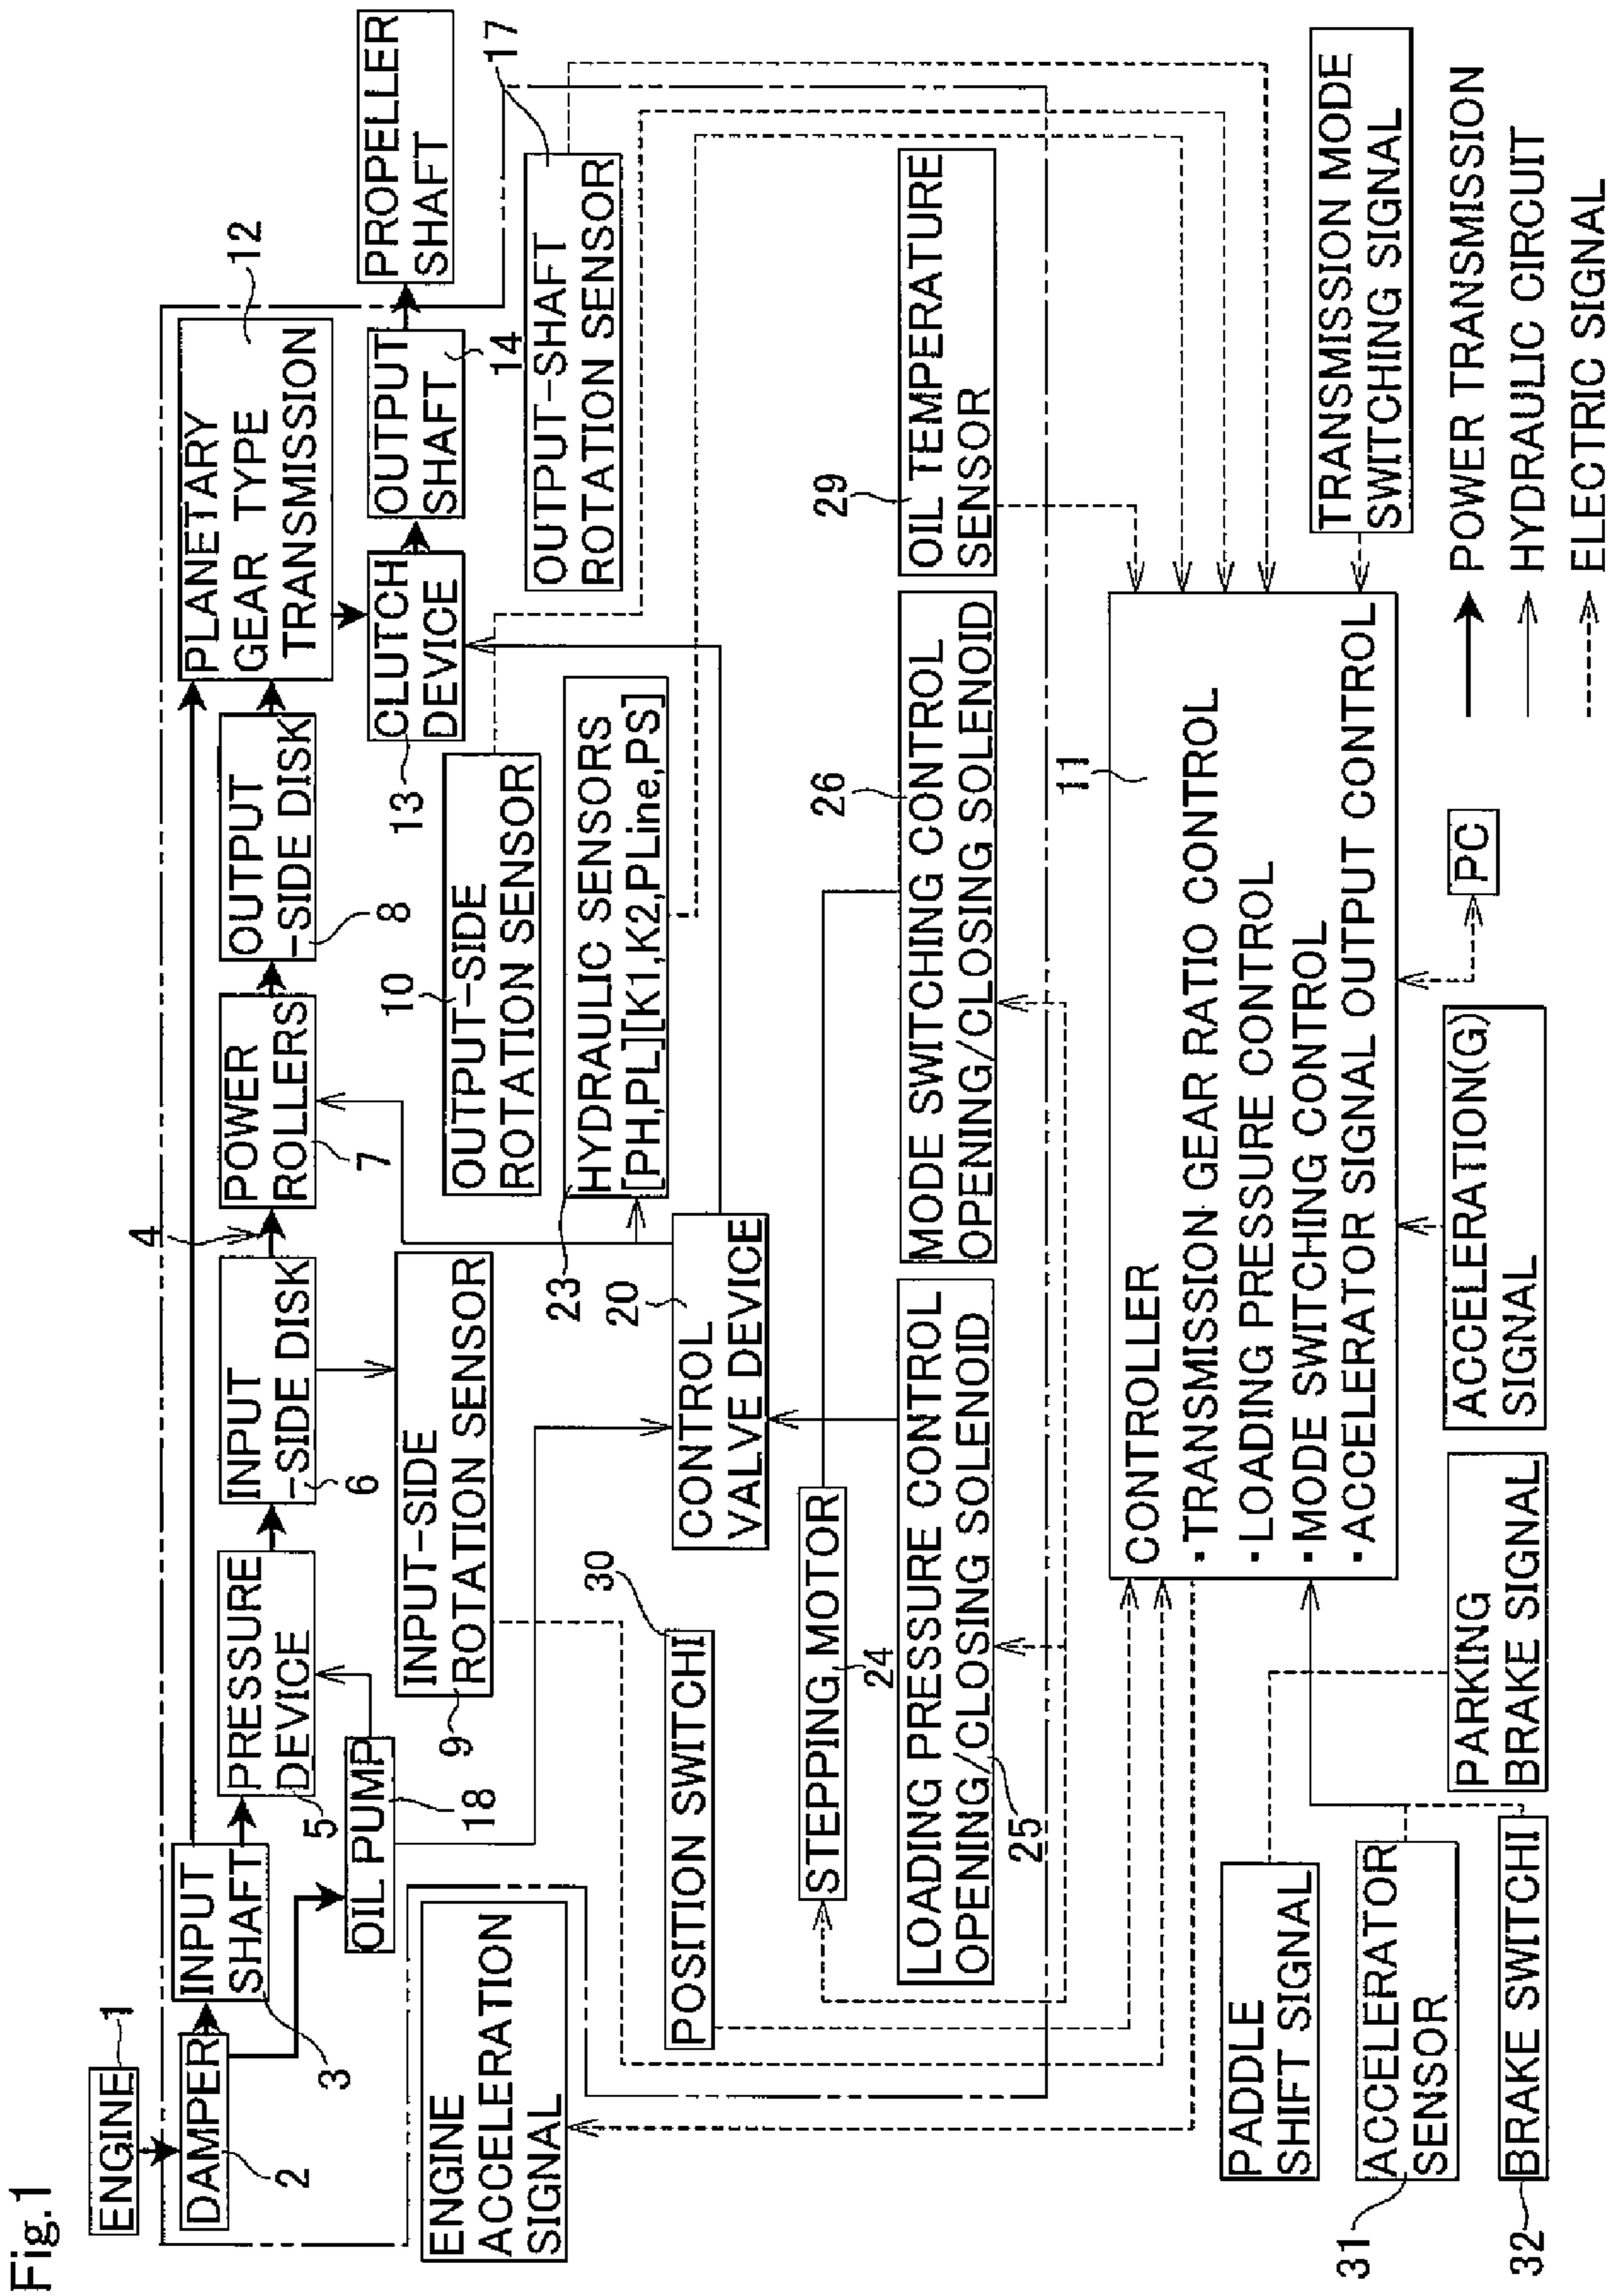 Fig.1
ENGINE
1
DAMPER
2
INPUT
SHAFT
3
PRESSURE
DEVICE
5
INPUT
-SIDE DISK
6
4
POWER
ROLLERS
7
OUTPUT
-SIDE DISK
8
PLANETARY
GEAR TYPE
TRANSMISSION
12
OIL PUMP
18
INPUT-SIDE
ROTATION SENSOR
9
OUTPUT-SIDE
ROTATION SENSOR
10
CLUTCH
DEVICE
13
OUTPUT
SHAFT
14
PROPELLER
SHAFT
ENGINE
ACCELERATION
SIGNAL
HYDRAULIC SENSORS
[PH,PL][K1,K2,PLine,PS]
23
OUTPUT-SHAFT
ROTATION SENSOR
17
POSITION SWITCHI
30
CONTROL
VALVE DEVICE
20
STEPPING MOTOR
24
LOADING PRESSURE CONTROL
OPENING/CLOSING SOLENOID
25
MODE SWITCHING CONTROL
OPENING/CLOSING SOLENOID
26
OIL TEMPERATURE
SENSOR
29
CONTROLLER
・TRANSMISSION GEAR RATIO CONTROL
・LOADING PRESSURE CONTROL
・MODE SWITCHING CONTROL
・ACCELERATOR SIGNAL OUTPUT CONTROL
11
PADDLE
SHIFT SIGNAL
ACCELERATOR
SENSOR
31
BRAKE SWITCHI
32
PARKING
BRAKE SIGNAL
ACCELERATION(G)
SIGNAL
PC
TRANSMISSION MODE
SWITCHING SIGNAL
POWER TRANSMISSION
HYDRAULIC CIRCUIT
ELECTRIC SIGNAL